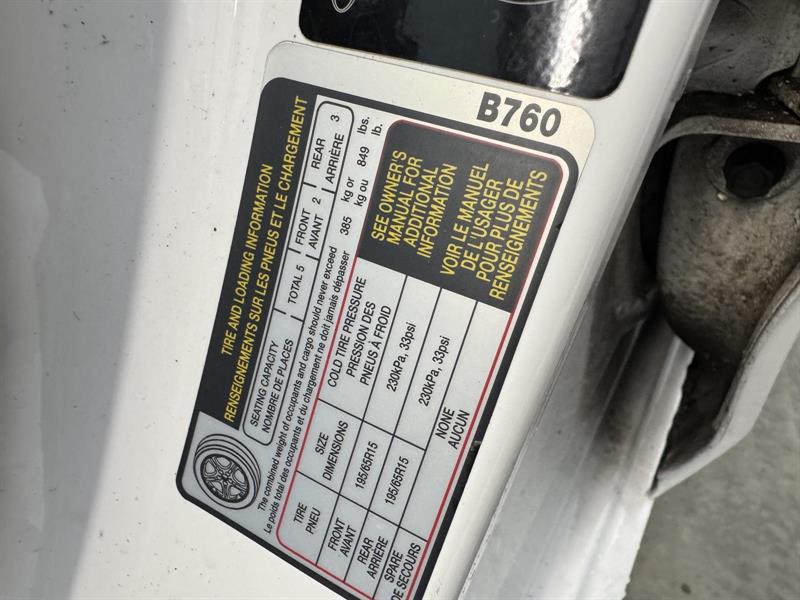 B760
TIRE AND LOADING INFORMATION
RENSEIGNEMENTS SUR LES PNEUS ET LE CHARGEMENT
SEATING CAPACITY
NOMBRE DE PLACES
TOTAL 5
FRONT
AVANT 2
REAR
ARRIÈRE 3
The combined weight of occupants and cargo should never exceed 385 kg or 849 lbs.
Le poids total des occupants et du chargement ne doit jamais dépasser kg ou lb.
TIRE
PNEU
SIZE
DIMENSIONS
COLD TIRE PRESSURE
PRESSION DES
PNEUS À FROID
FRONT
AVANT
195/65R15
230kPa, 33psi
REAR
ARRIÈRE
195/65R15
230kPa, 33psi
SPARE
DE SECOURS
NONE
AUCUN
SEE OWNER'S
MANUAL FOR
ADDITIONAL
INFORMATION
VOIR LE MANUEL
DE L'USAGER
POUR PLUS DE
RENSEIGNEMENTS